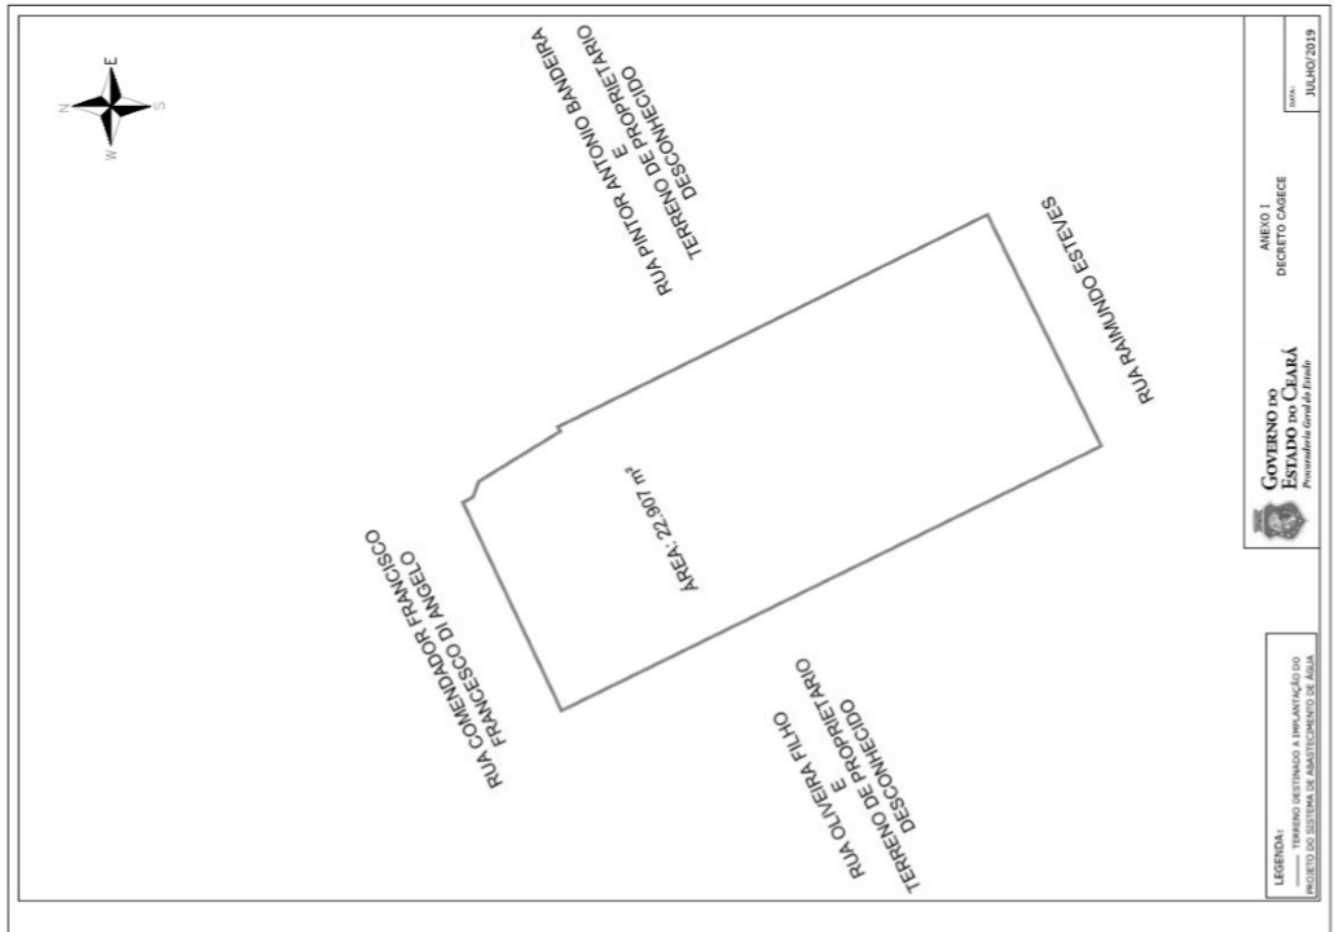 N
E
S
W
RUA PINTOR ANTONIO BANDEIRA
E
TERRENO DE PROPRIETARIO
DESCONHECIDO
RUA COMENDADOR FRANCISCO
FRANCESCO DI ANGELO
ÁREA: 22.907 m²
RUA RAIMUNDO ESTEVES
RUA OLIVEIRA FILHO
E
TERRENO DE PROPRIETARIO
DESCONHECIDO
LEGENDA:
TERRENO DESTINADO A IMPLANTAÇÃO DO
PROJETO DO SISTEMA DE ABASTECIMENTO DE ÁGUA
GOVERNO DO
ESTADO DO CEARÁ
Procuradoria Geral do Estado
ANEXO I
DECRETO CAGECE
DATA:
JULHO/2019